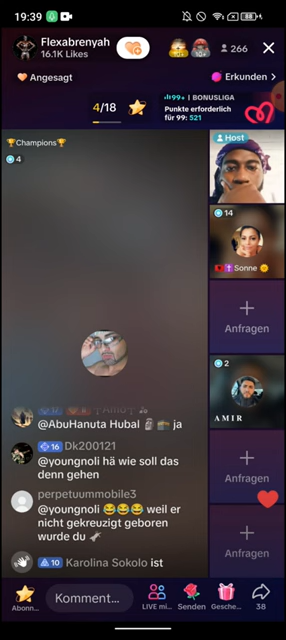 19:39
Flexabrenyah
16.1K Likes
266
Angesagt
Erkunden >
4/18
99+ | BONUSLIGA
Punkte erforderlich
für 99: 521
🏆Champions🏆
4
Host
14
Sonne
Anfragen
2
AMIR
@AbuHanuta Hubal 🗿 ja
16 Dk200121
@youngnoli hä wie soll das
denn gehen
Anfragen
perpetuummobile3
@youngnoli 😂😂😂 weil er
nicht gekreuzigt geboren
wurde du
10 Karolina Sokolo ist
Anfragen
Abonn...
Komment...
LIVE mi...
Senden
Gesche...
38